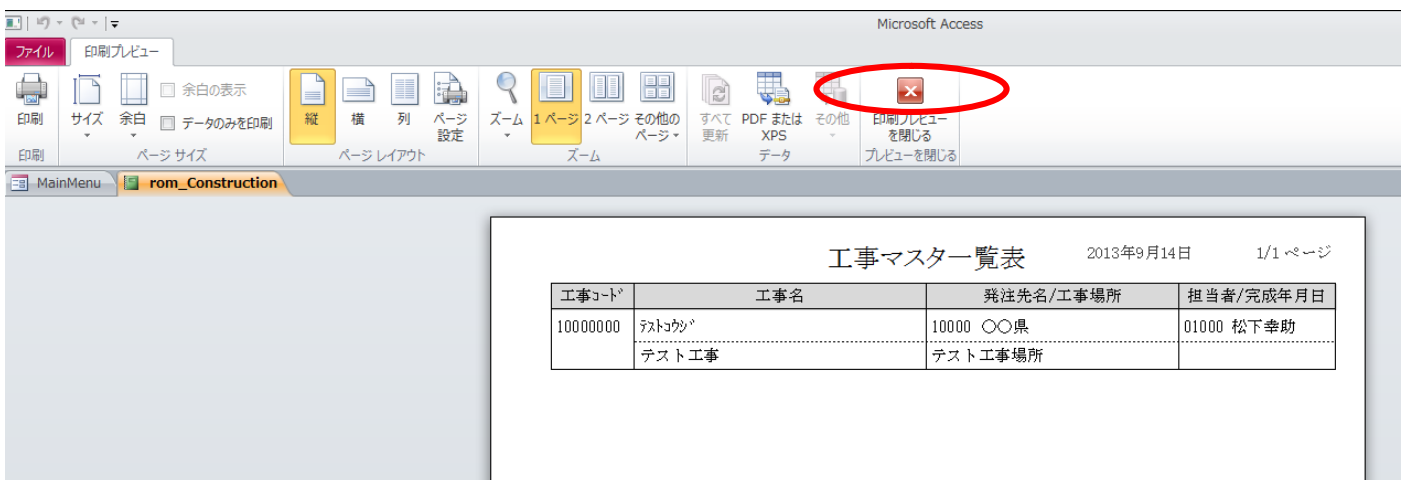 Microsoft Access
ファイル 印刷プレビュー
余白の表示
データのみを印刷
印刷 サイズ 余白 縦 横 列 ページ設定 ズーム 1 ページ 2 ページ その他のページ すべて更新 PDF または XPS その他 印刷プレビューを閉じる
印刷 ページ サイズ ページ レイアウト ズーム データ プレビューを閉じる
MainMenu rom_Construction
工事マスター覧表 2013年9月14日 1/1 ページ
工事ｺｰﾄﾞ 工事名 発注先名/工事場所 担当者/完成年月日
10000000 ﾃｽﾄｺｳｼﾞ 10000 〇〇県 01000 松下幸助
テスト工事 テスト工事場所